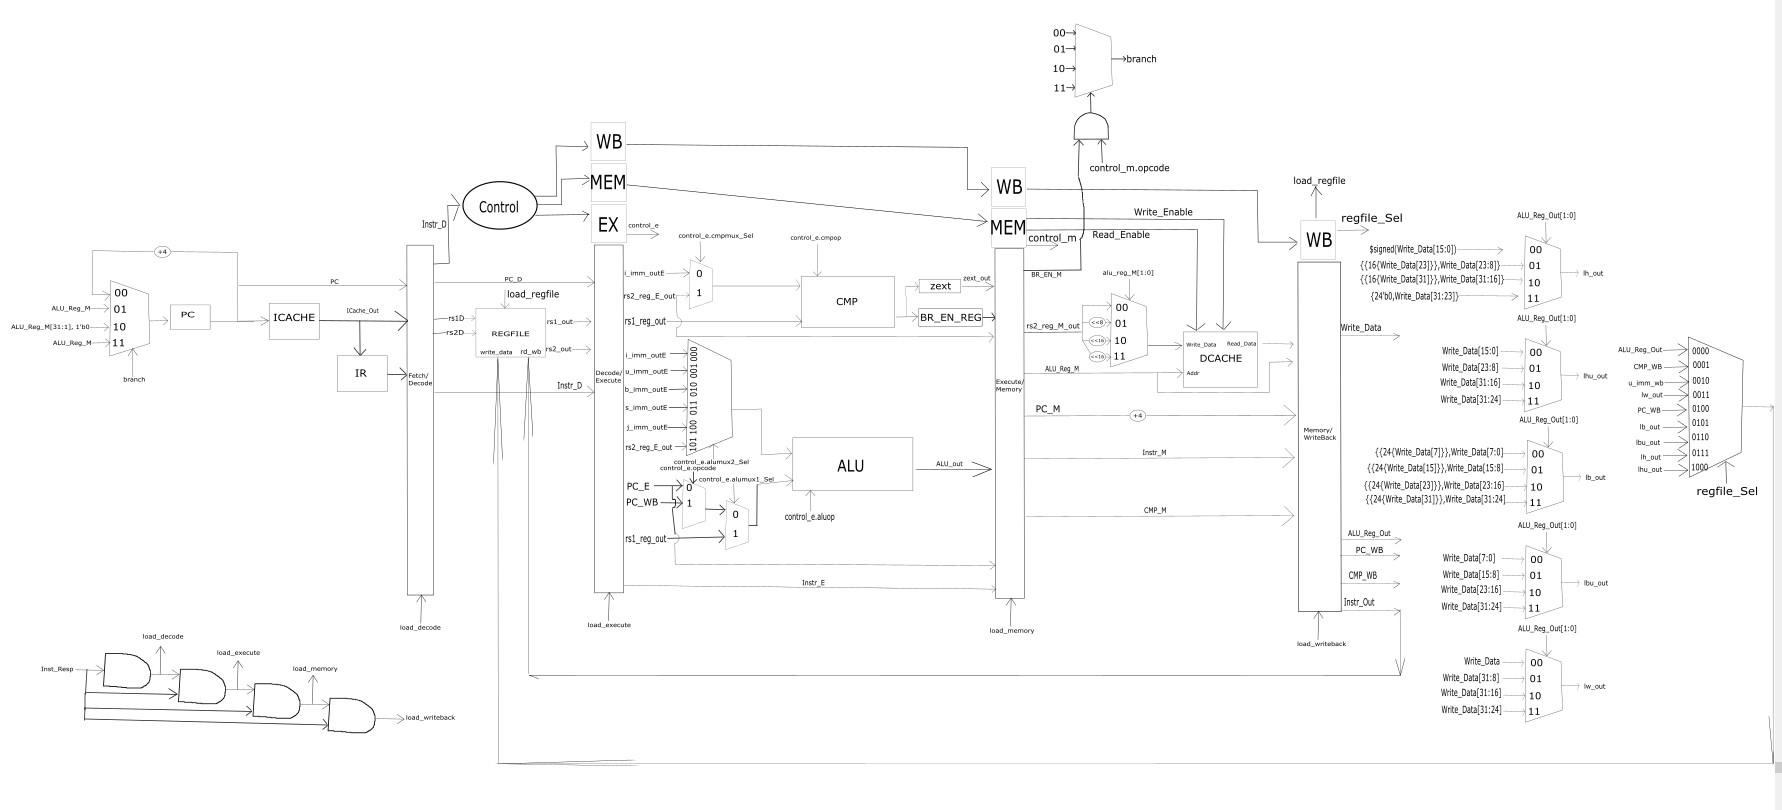 00
01
10
11
branch
control_m.opcode
WB
MEM
EX
control_e
Control
Instr_D
WB
MEM
control_m
Write_Enable
Read_Enable
BR_EN_M
load_regfile
WB
regfile_Sel
+4
00
01
10
11
ALU_Reg_M
ALU_Reg_M[31:1], 1'b0
ALU_Reg_M
branch
PC
ICACHE
ICache_Out
IR
PC
Fetch/
Decode
load_decode
PC_D
load_regfile
rs1D
rs2D
REGFILE
write_data
rd_wb
rs1_out
rs2_out
Instr_D
Decode/
Execute
load_execute
control_e.cmpmux_Sel
i_imm_outE
rs2_reg_E_out
0
1
rs1_reg_out
control_e.cmpop
CMP
zext
zext_out
BR_EN_REG
i_imm_outE
u_imm_outE
b_imm_outE
s_imm_outE
j_imm_outE
rs2_reg_E_out
000
001
010
011
100
101
control_e.alumux2_Sel
control_e.opcode
control_e.alumux1_Sel
PC_E
PC_WB
0
1
0
1
rs1_reg_out
ALU
control_e.aluop
ALU_out
Instr_E
Execute/
Memory
load_memory
alu_reg_M[1:0]
rs2_reg_M_out
<<8
<<16
<<16
00
01
10
11
ALU_Reg_M
Write_Data
Read_Data
DCACHE
Addr
PC_M
+4
Instr_M
CMP_M
Memory/
WriteBack
load_writeback
Write_Data
ALU_Reg_Out
PC_WB
CMP_WB
Instr_Out
ALU_Reg_Out[1:0]
$signed(Write_Data[15:0])
{{16{Write_Data[23]}},Write_Data[23:8]}
{{16{Write_Data[31]}},Write_Data[31:16]}
{24'b0,Write_Data[31:23]}
00
01
10
11
lh_out
ALU_Reg_Out[1:0]
Write_Data[15:0]
Write_Data[23:8]
Write_Data[31:16]
Write_Data[31:24]
00
01
10
11
lhu_out
ALU_Reg_Out[1:0]
{{24{Write_Data[7]}},Write_Data[7:0]
{{24{Write_Data[15]}},Write_Data[15:8]
{{24{Write_Data[23]}},Write_Data[23:16]
{{24{Write_Data[31]}},Write_Data[31:24]
00
01
10
11
lb_out
ALU_Reg_Out[1:0]
Write_Data[7:0]
Write_Data[15:8]
Write_Data[23:16]
Write_Data[31:24]
00
01
10
11
lbu_out
ALU_Reg_Out[1:0]
Write_Data
Write_Data[31:8]
Write_Data[31:16]
Write_Data[31:24]
00
01
10
11
lw_out
ALU_Reg_Out
CMP_WB
u_imm_wb
lw_out
PC_WB
lb_out
lbu_out
lh_out
lhu_out
0000
0001
0010
0011
0100
0101
0110
0111
1000
regfile_Sel
Inst_Resp
load_decode
load_execute
load_memory
load_writeback